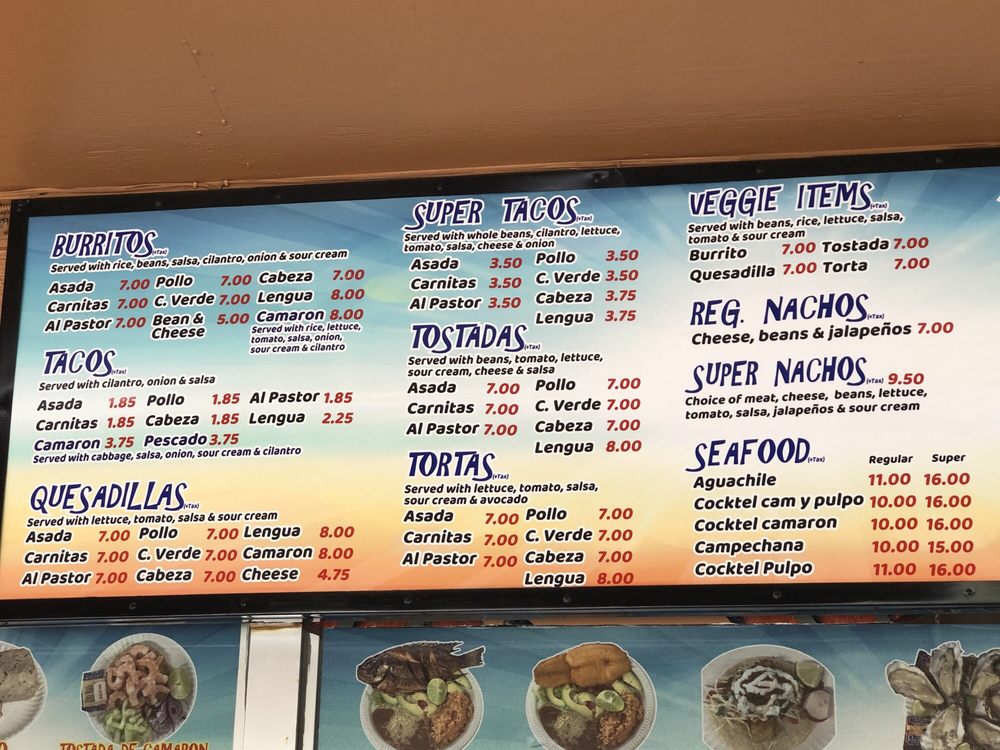 BURRITOS (+Tax)
Served with rice, beans, salsa, cilantro, onion & sour cream
Asada 7.00 Pollo 7.00 Cabeza 7.00
Carnitas 7.00 C. Verde 7.00 Lengua 8.00
Al Pastor 7.00 Bean & Cheese 5.00 Camaron 8.00
Served with rice, lettuce,
tomato, salsa, onion,
sour cream & cilantro
TACOS (+Tax)
Served with cilantro, onion & salsa
Asada 1.85 Pollo 1.85 Al Pastor 1.85
Carnitas 1.85 Cabeza 1.85 Lengua 2.25
Camaron 3.75 Pescado 3.75
Served with cabbage, salsa, onion, sour cream & cilantro
QUESADILLAS (+Tax)
Served with lettuce, tomato, salsa & sour cream
Asada 7.00 Pollo 7.00 Lengua 8.00
Carnitas 7.00 C. Verde 7.00 Camaron 8.00
Al Pastor 7.00 Cabeza 7.00 Cheese 4.75
SUPER TACOS (+Tax)
Served with whole beans, cilantro, lettuce,
tomato, salsa, cheese & onion
Asada 3.50 Pollo 3.50
Carnitas 3.50 C. Verde 3.50
Al Pastor 3.50 Cabeza 3.75
Lengua 3.75
TOSTADAS (+Tax)
Served with beans, tomato, lettuce,
sour cream, cheese & salsa
Asada 7.00 Pollo 7.00
Carnitas 7.00 C. Verde 7.00
Al Pastor 7.00 Cabeza 7.00
Lengua 8.00
TORTAS (+Tax)
Served with lettuce, tomato, salsa,
sour cream & avocado
Asada 7.00 Pollo 7.00
Carnitas 7.00 C. Verde 7.00
Al Pastor 7.00 Cabeza 7.00
Lengua 8.00
VEGGIE ITEMS (+Tax)
Served with beans, rice, lettuce, salsa,
tomato & sour cream
Burrito 7.00 Tostada 7.00
Quesadilla 7.00 Torta 7.00
REG. NACHOS (+Tax)
Cheese, beans & jalapeños 7.00
SUPER NACHOS (+Tax) 9.50
Choice of meat, cheese, beans, lettuce,
tomato, salsa, jalapeños & sour cream
SEAFOOD (+Tax) Regular Super
Aguachile 11.00 16.00
Cocktel cam y pulpo 10.00 16.00
Cocktel camaron 10.00 16.00
Campechana 10.00 15.00
Cocktel Pulpo 11.00 16.00
TOSTADA DE CAMARON